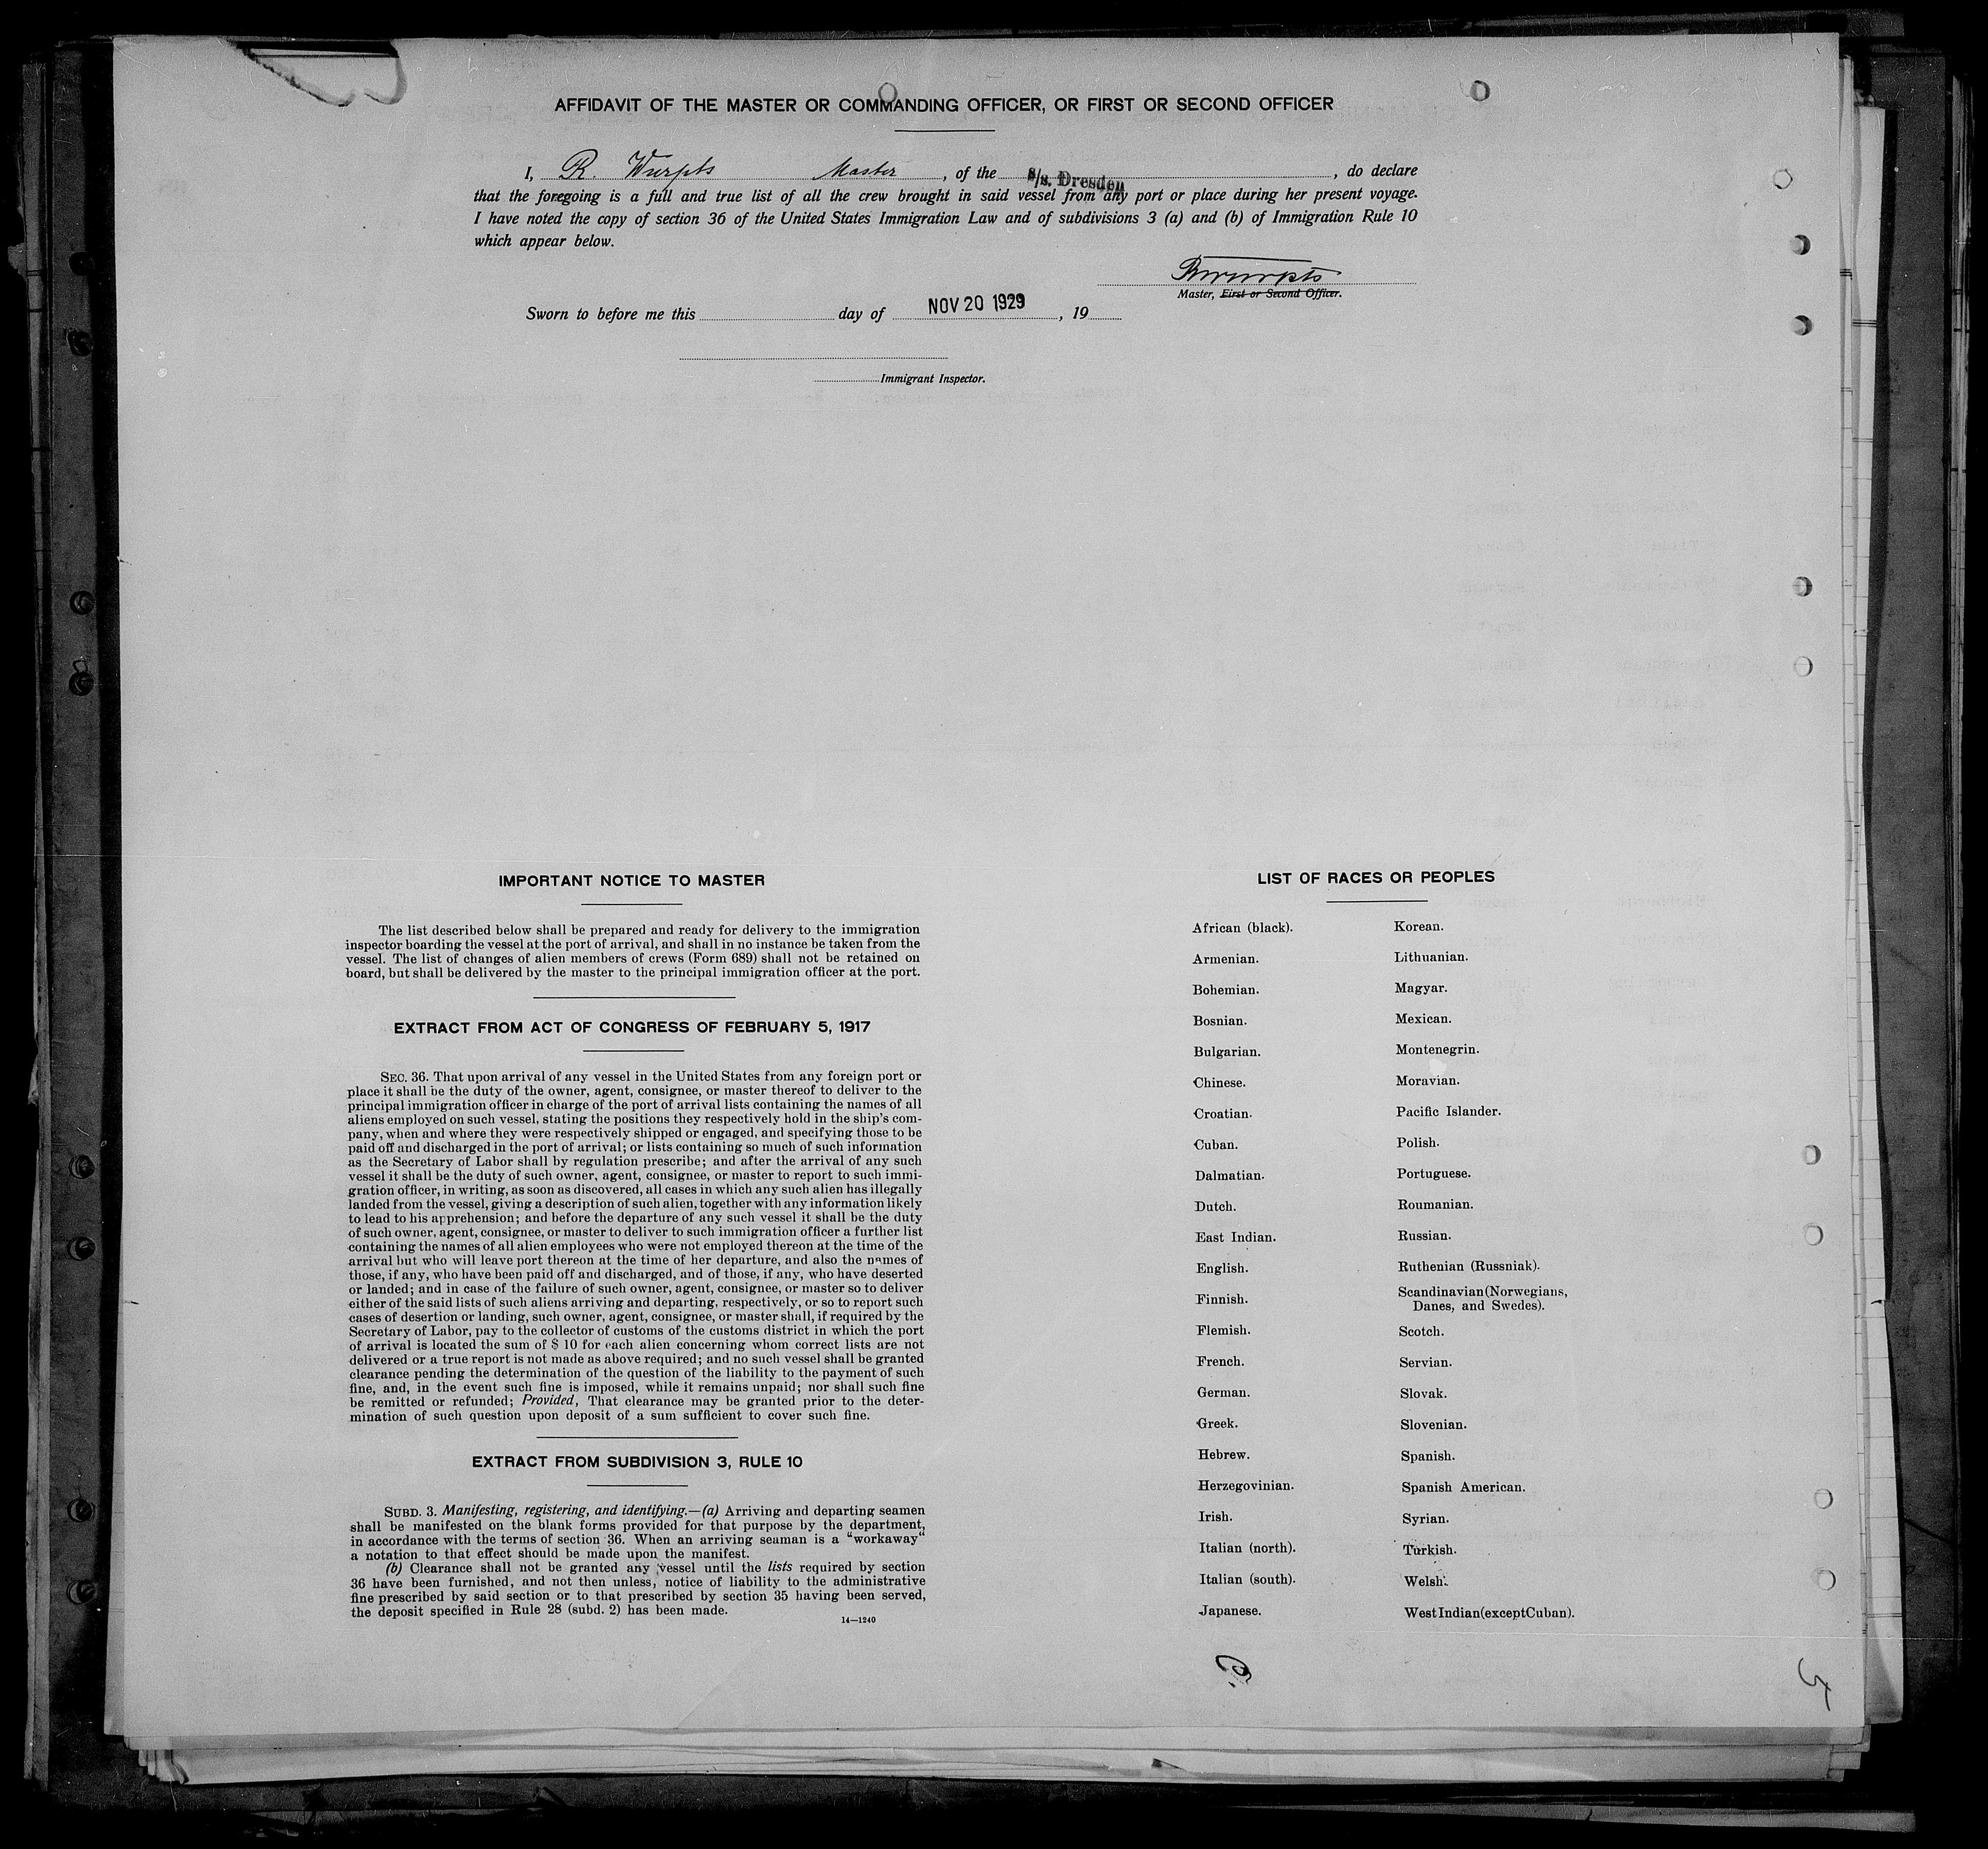 AFFIDAVIT OF THE MASTER OR COMMANDING OFFICER, OR FIRST OR SECOND OFFICER
I, R. Wurpts Master, of the S/s. Dresden, do declare
that the foregoing is a full and true list of all the crew brought in said vessel from any port or place during her present voyage.
I have noted the copy of section 36 of the United States Immigration Law and of subdivisions 3 (a) and (b) of Immigration Rule 10
which appear below.
RWurpts
Master, First or Second Officer.
Sworn to before me this day of NOV 20 1929, 19
Immigrant Inspector.
IMPORTANT NOTICE TO MASTER
The list described below shall be prepared and ready for delivery to the immigration
inspector boarding the vessel at the port of arrival, and shall in no instance be taken from the
vessel. The list of changes of alien members of crews (Form 689) shall not be retained on
board, but shall be delivered by the master to the principal immigration officer at the port.
EXTRACT FROM ACT OF CONGRESS OF FEBRUARY 5, 1917
SEC. 36. That upon arrival of any vessel in the United States from any foreign port or
place it shall be the duty of the owner, agent, consignee, or master thereof to deliver to the
principal immigration officer in charge of the port of arrival lists containing the names of all
aliens employed on such vessel, stating the positions they respectively hold in the ship's com-
pany, when and where they were respectively shipped or engaged, and specifying those to be
paid off and discharged in the port of arrival; or lists containing so much of such information
as the Secretary of Labor shall by regulation prescribe; and after the arrival of any such
vessel it shall be the duty of such owner, agent, consignee, or master to report to such immi-
gration officer, in writing, as soon as discovered, all cases in which any such alien has illegally
landed from the vessel, giving a description of such alien, together with any information likely
to lead to his apprehension; and before the departure of any such vessel it shall be the duty
of such owner, agent, consignee, or master to deliver to such immigration officer a further list
containing the names of all alien employees who were not employed thereon at the time of the
arrival but who will leave port thereon at the time of her departure, and also the names of
those, if any, who have been paid off and discharged, and of those, if any, who have deserted
or landed; and in case of the failure of such owner, agent, consignee, or master so to deliver
either of the said lists of such aliens arriving and departing, respectively, or so to report such
cases of desertion or landing, such owner, agent, consignee, or master shall, if required by the
Secretary of Labor, pay to the collector of customs of the customs district in which the port
of arrival is located the sum of $ 10 for each alien concerning whom correct lists are not
delivered or a true report is not made as above required; and no such vessel shall be granted
clearance pending the determination of the question of the liability to the payment of such
fine, and, in the event such fine is imposed, while it remains unpaid; nor shall such fine
be remitted or refunded; Provided, That clearance may be granted prior to the deter-
mination of such question upon deposit of a sum sufficient to cover such fine.
EXTRACT FROM SUBDIVISION 3, RULE 10
SUBD. 3. Manifesting, registering, and identifying.—(a) Arriving and departing seamen
shall be manifested on the blank forms provided for that purpose by the department,
in accordance with the terms of section 36. When an arriving seaman is a "workaway"
a notation to that effect should be made upon the manifest.
(b) Clearance shall not be granted any vessel until the lists required by section
36 have been furnished, and not then unless, notice of liability to the administrative
fine prescribed by said section or to that prescribed by section 35 having been served,
the deposit specified in Rule 28 (subd. 2) has been made.
14—1240
LIST OF RACES OR PEOPLES
African (black).
Armenian.
Bohemian.
Bosnian.
Bulgarian.
Chinese.
Croatian.
Cuban.
Dalmatian.
Dutch.
East Indian.
English.
Finnish.
Flemish.
French.
German.
Greek.
Hebrew.
Herzegovinian.
Irish.
Italian (north).
Italian (south).
Japanese.
Korean.
Lithuanian.
Magyar.
Mexican.
Montenegrin.
Moravian.
Pacific Islander.
Polish.
Portuguese.
Roumanian.
Russian.
Ruthenian (Russniak).
Scandinavian (Norwegians,
Danes, and Swedes).
Scotch.
Servian.
Slovak.
Slovenian.
Spanish.
Spanish American.
Syrian.
Turkish.
Welsh.
West Indian (except Cuban).
5